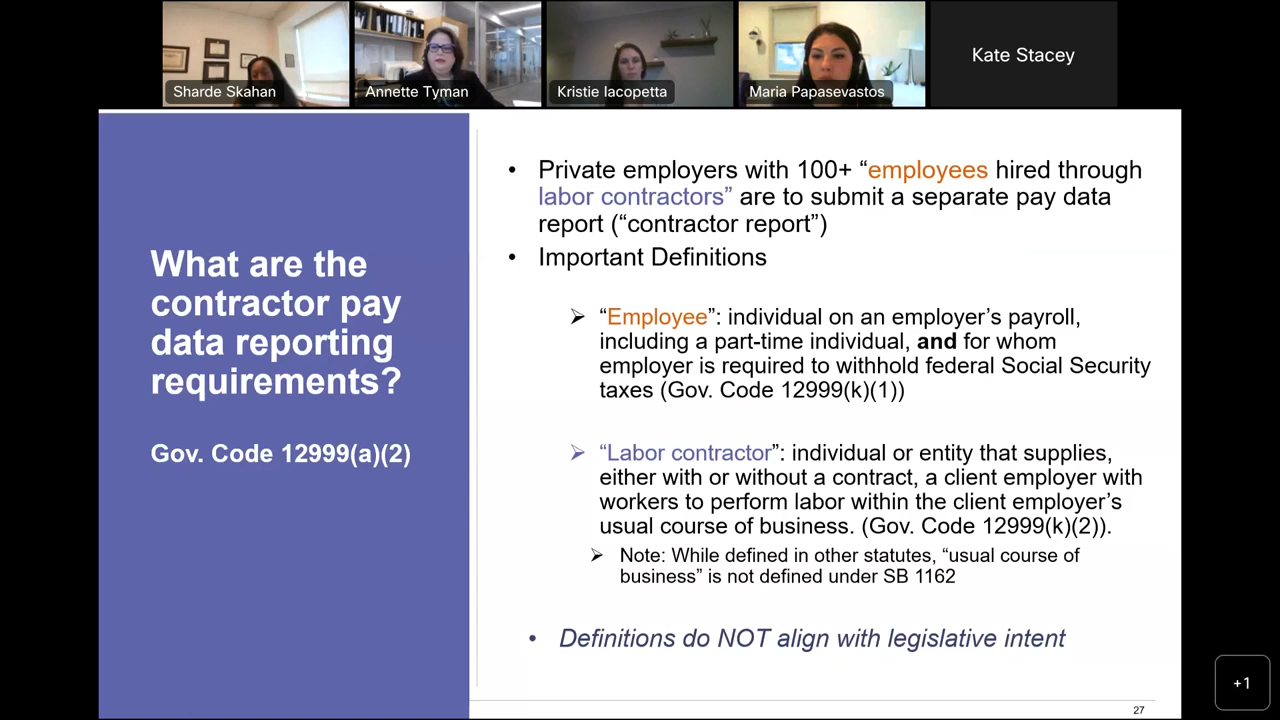 Sharde Skahan
Annette Tyman
Kristie Iacopetta
Maria Papasevastos
Kate Stacey
What are the
contractor pay
data reporting
requirements?
Gov. Code 12999(a)(2)
• Private employers with 100+ “employees hired through
labor contractors” are to submit a separate pay data
report (“contractor report”)
• Important Definitions
➢ “Employee”: individual on an employer’s payroll,
including a part-time individual, and for whom
employer is required to withhold federal Social Security
taxes (Gov. Code 12999(k)(1))
➢ “Labor contractor”: individual or entity that supplies,
either with or without a contract, a client employer with
workers to perform labor within the client employer’s
usual course of business. (Gov. Code 12999(k)(2)).
➢ Note: While defined in other statutes, “usual course of
business” is not defined under SB 1162
• Definitions do NOT align with legislative intent
27
+1